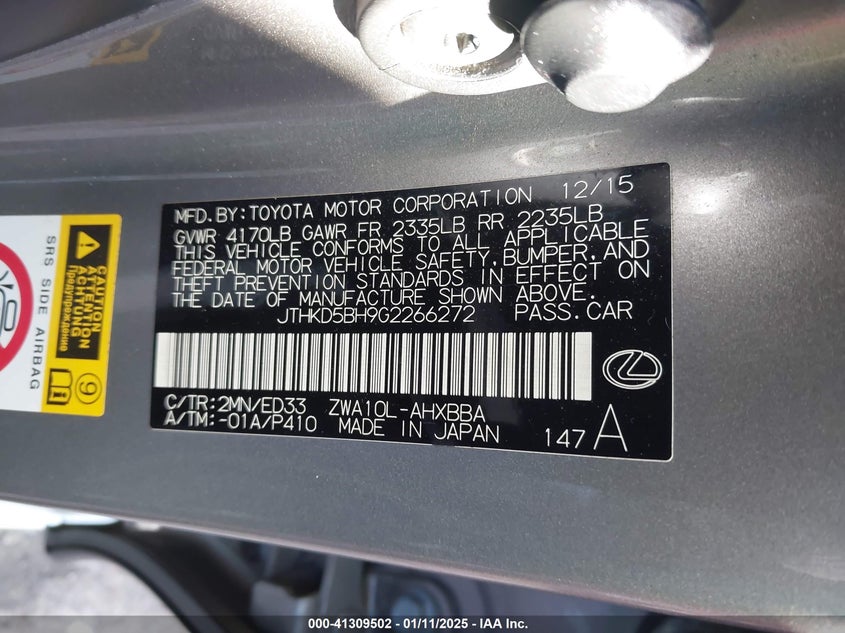 MFD. BY: TOYOTA MOTOR CORPORATION 12/15
GVWR 4170LB GAWR FR 2335LB RR 2235LB
THIS VEHICLE CONFORMS TO ALL APPLICABLE
FEDERAL MOTOR VEHICLE SAFETY, BUMPER, AND
THEFT PREVENTION STANDARDS IN EFFECT ON
THE DATE OF MANUFACTURE SHOWN ABOVE.
JTHKD5BH9G2266272 PASS. CAR
C/TR: 2MN/ED33 ZWA10L-AHXBBA
A/TM: -01A/P410 MADE IN JAPAN 147 A
SRS SIDE AIRBAG
CAUTION
ATTENTION
ACHTUNG
Предупреждение
9
000-41309502 - 01/11/2025 - IAA Inc.